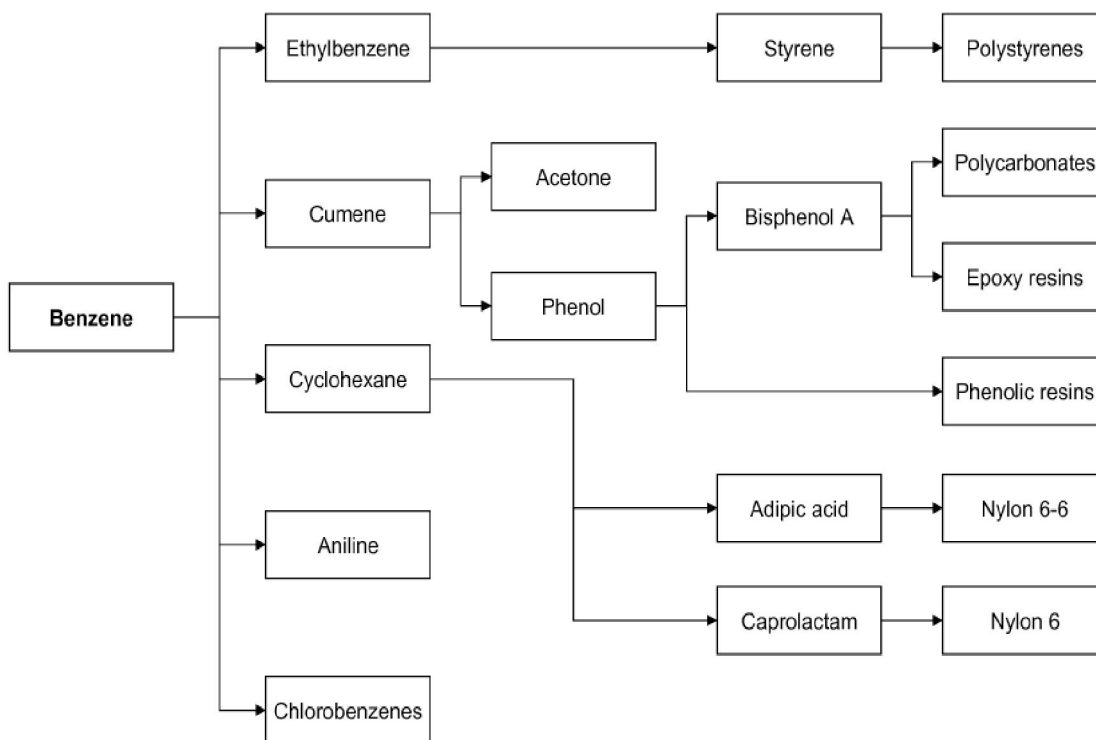 Ethylbenzene
Styrene
Polystyrenes
Polycarbonates
Acetone
Cumene
Bisphenol A
Epoxy resins
Phenol
Benzene
Cyclohexane
Phenolic resins
Adipic acid
Nylon 6-6
Aniline
Caprolactam
Nylon 6
Chlorobenzenes